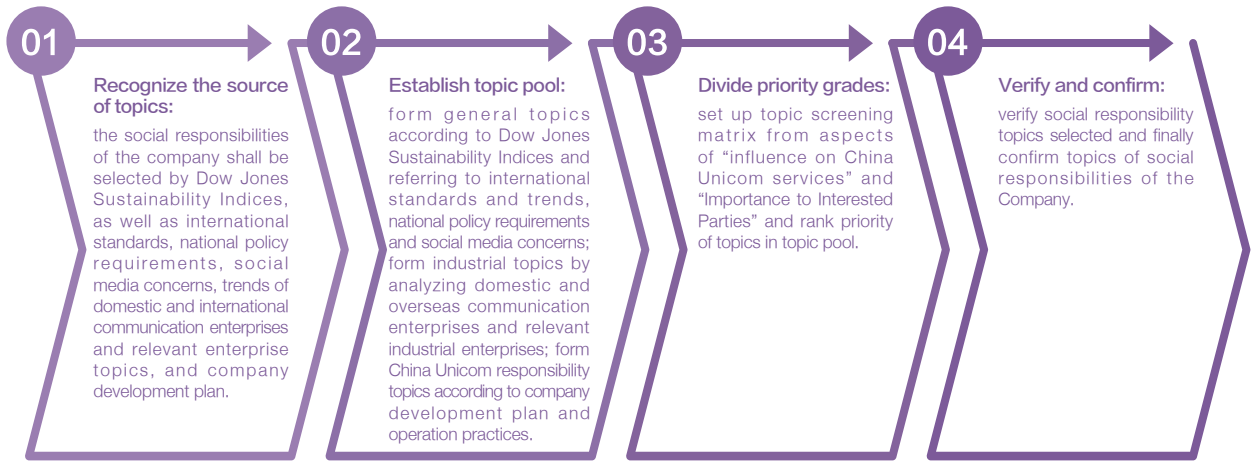 01
Recognize the source
of topics:
the social responsibilities
of the company shall be
selected by Dow Jones
Sustainability Indices,
as well as international
standards, national policy
requirements, social
media concerns, trends of
domestic and international
communication enterprises
and relevant enterprise
topics, and company
development plan.
02
Establish topic pool:
form general topics
according to Dow Jones
Sustainability Indices and
referring to international
standards and trends,
national policy requirements
and social media concerns;
form industrial topics by
analyzing domestic and
overseas communication
enterprises and relevant
industrial enterprises; form
China Unicom responsibility
topics according to company
development plan and
operation practices.
03
Divide priority grades:
set up topic screening
matrix from aspects
of “influence on China
Unicom services” and
“Importance to Interested
Parties” and rank priority
of topics in topic pool.
04
Verify and confirm:
verify social responsibility
topics selected and finally
confirm topics of social
responsibilities of the
Company.